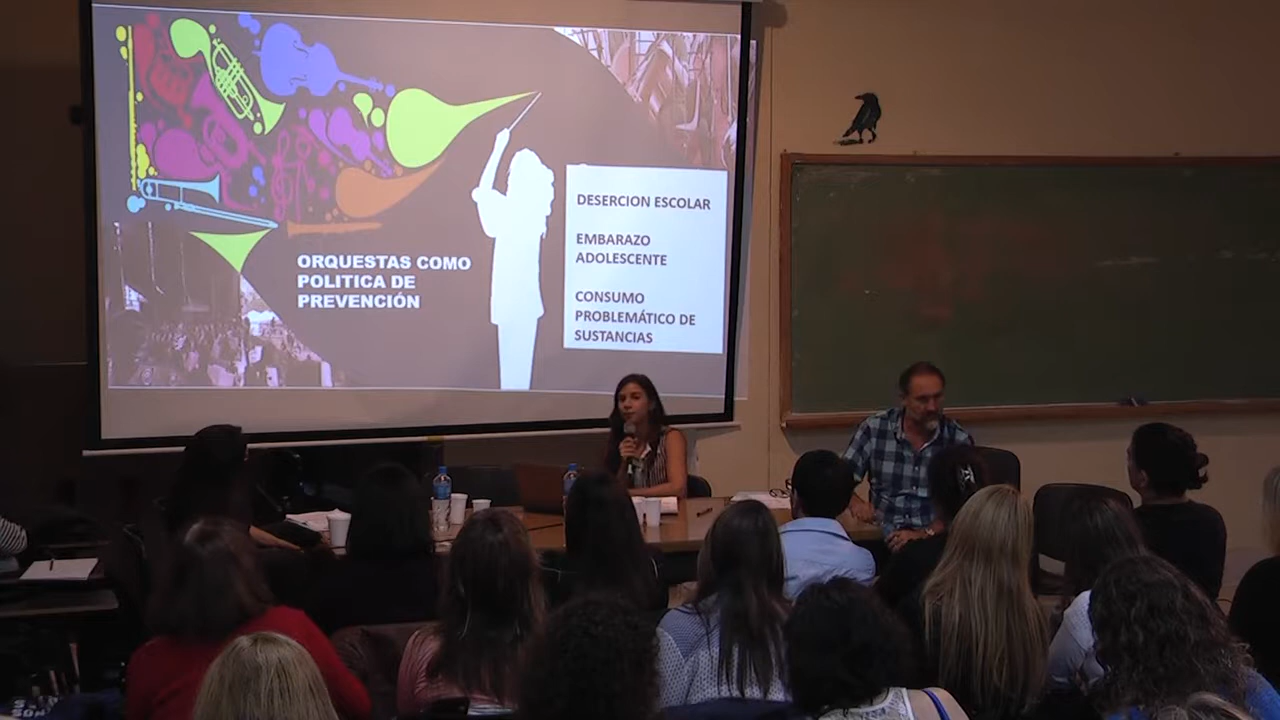 ORQUESTAS COMO
POLITICA DE
PREVENCIÓN
DESERCION ESCOLAR
EMBARAZO
ADOLESCENTE
CONSUMO
PROBLEMÁTICO DE
SUSTANCIAS